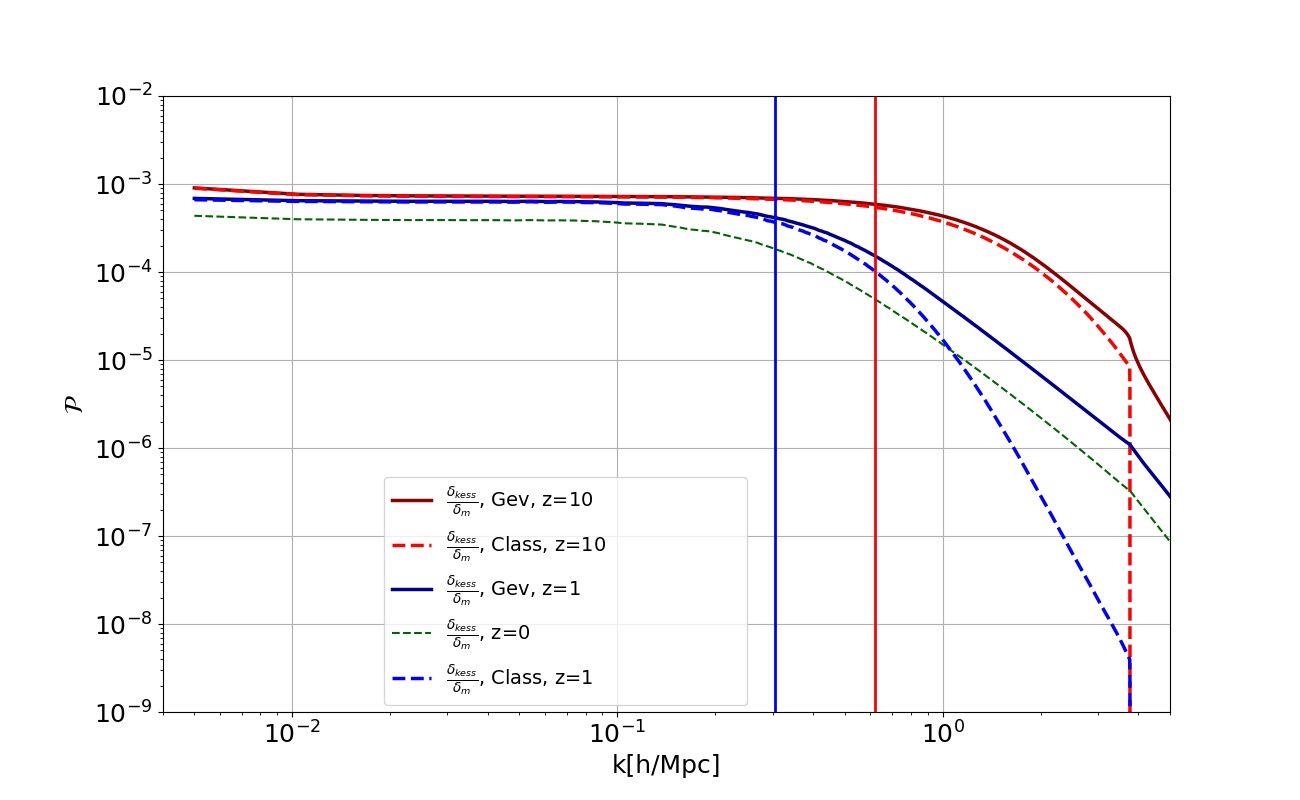 10⁻²
10⁻³
10⁻⁴
10⁻⁵
10⁻⁶
10⁻⁷
10⁻⁸
10⁻⁹
𝒫
δ_kess/δ_m, Gev, z=10
δ_kess/δ_m, Class, z=10
δ_kess/δ_m, Gev, z=1
δ_kess/δ_m, z=0
δ_kess/δ_m, Class, z=1
10⁻² 10⁻¹ 10⁰
k[h/Mpc]